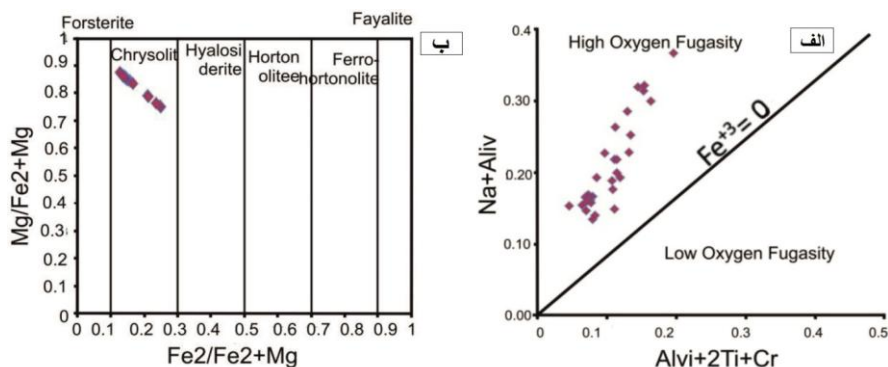 Forsterite
Fayalite
ب
Chrysolit
Hyalosi
derite
Horton
olitee
Ferro-
hortonolite
1
0.9
0.8
0.7
0.6
0.5
0.4
0.3
0.2
0.1
0
Mg/Fe2+Mg
0 0.1 0.2 0.3 0.4 0.5 0.6 0.7 0.8 0.9 1
Fe2/Fe2+Mg
الف
High Oxygen Fugasity
Fe+3= 0
Low Oxygen Fugasity
0.40
0.30
0.20
0.10
0.00
Na+Aliv
0 0.1 0.2 0.3 0.4 0.5
Alvi+2Ti+Cr